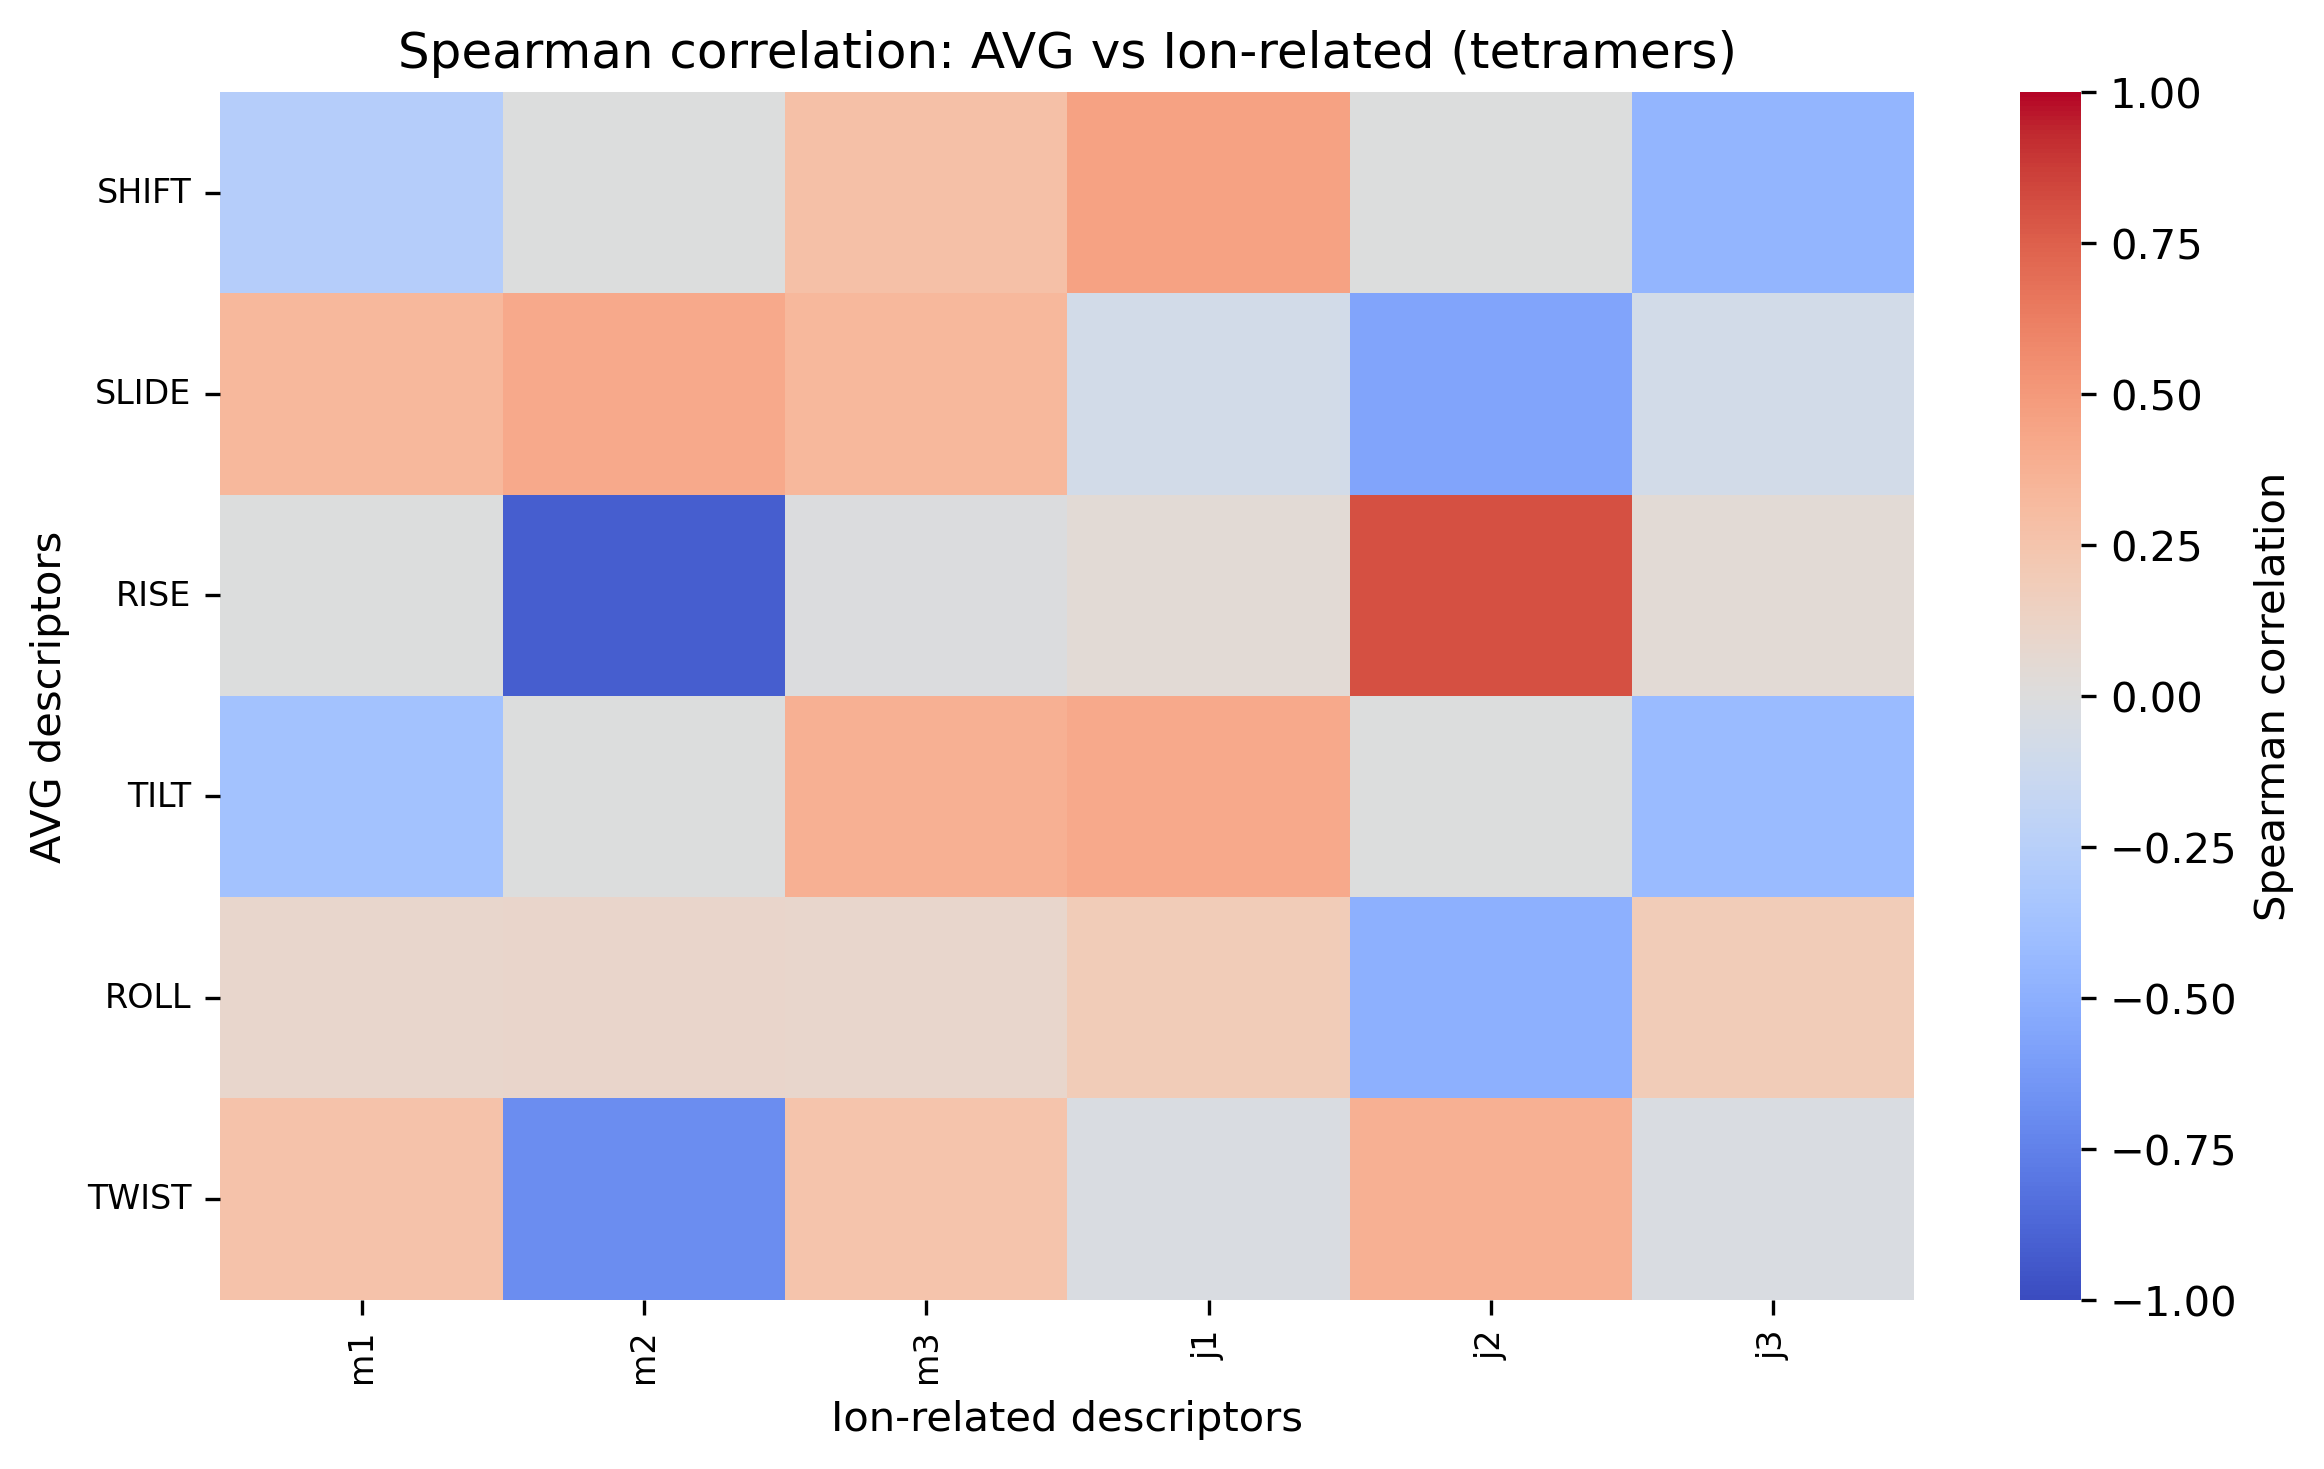 Spearman correlation: AVG vs Ion-related (tetramers)
AVG descriptors
SHIFT
SLIDE
RISE
TILT
ROLL
TWIST
m1
m2
m3
j1
j2
j3
Ion-related descriptors
1.00
0.75
0.50
0.25
0.00
−0.25
−0.50
−0.75
−1.00
Spearman correlation